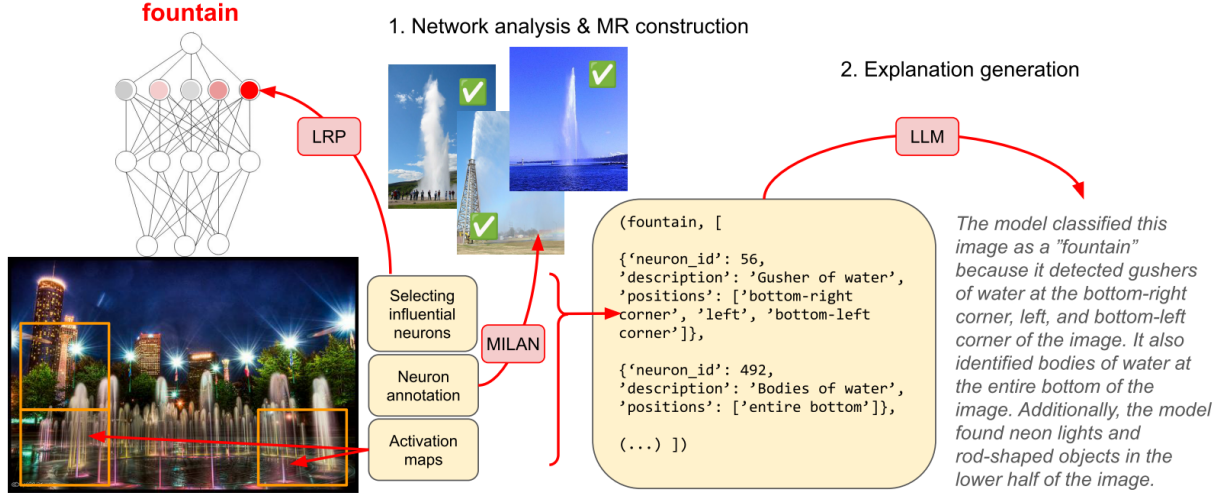 fountain
1. Network analysis & MR construction
2. Explanation generation
LRP
LLM
MILAN
Selecting
influential
neurons
Neuron
annotation
Activation
maps
(fountain, [
{‘neuron_id’: 56,
’description’: ’Gusher of water’,
’positions’: [’bottom-right
corner’, ’left’, ’bottom-left
corner’]},
{‘neuron_id’: 492,
’description’: ’Bodies of water’,
’positions’: [’entire bottom’]},
(...) ])
The model classified this
image as a ”fountain”
because it detected gushers
of water at the bottom-right
corner, left, and bottom-left
corner of the image. It also
identified bodies of water at
the entire bottom of the
image. Additionally, the model
found neon lights and
rod-shaped objects in the
lower half of the image.